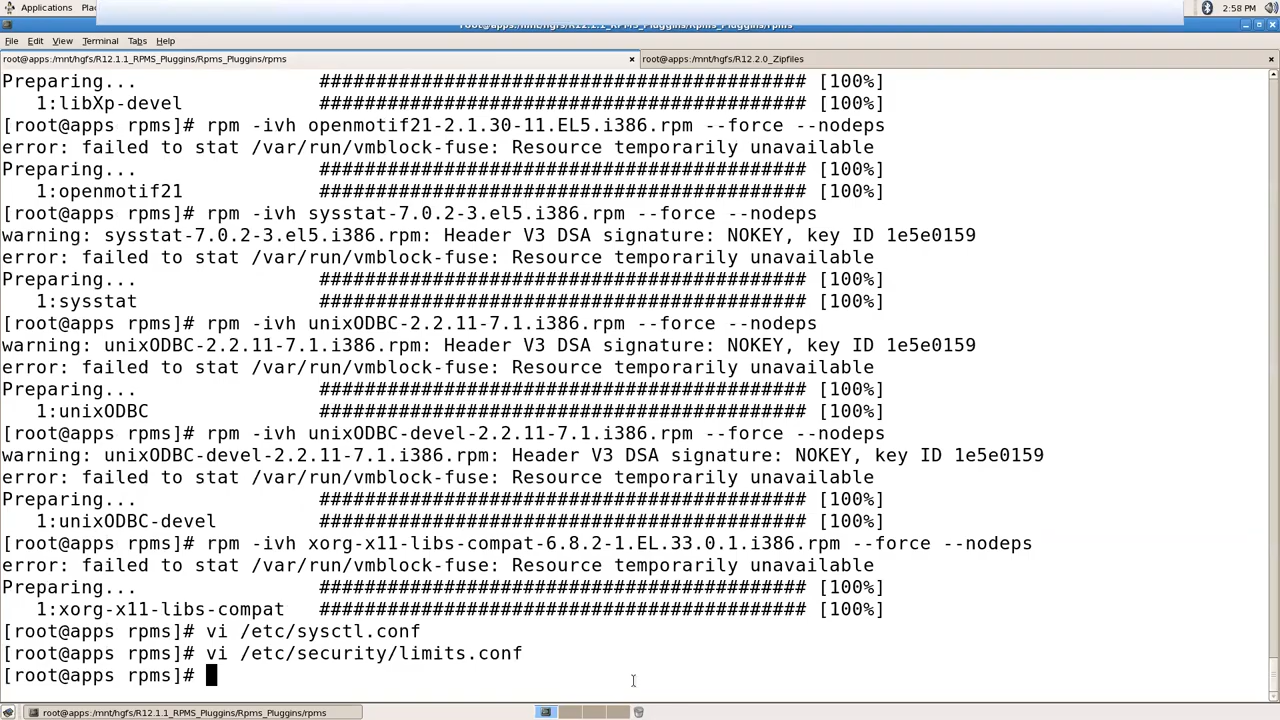 Applications
2:58 PM
root@apps:/mnt/hgfs/R12.1.1_RPMS_Pluggins/Rpms_Pluggins/rpms
File Edit View Terminal Tabs Help
root@apps:/mnt/hgfs/R12.1.1_RPMS_Pluggins/Rpms_Pluggins/rpms
root@apps:/mnt/hgfs/R12.2.0_Zipfiles
Preparing... ########################################### [100%]
1:libXp-devel ########################################### [100%]
[root@apps rpms]# rpm -ivh openmotif21-2.1.30-11.EL5.i386.rpm --force --nodeps
error: failed to stat /var/run/vmblock-fuse: Resource temporarily unavailable
Preparing... ########################################### [100%]
1:openmotif21 ########################################### [100%]
[root@apps rpms]# rpm -ivh sysstat-7.0.2-3.el5.i386.rpm --force --nodeps
warning: sysstat-7.0.2-3.el5.i386.rpm: Header V3 DSA signature: NOKEY, key ID 1e5e0159
error: failed to stat /var/run/vmblock-fuse: Resource temporarily unavailable
Preparing... ########################################### [100%]
1:sysstat ########################################### [100%]
[root@apps rpms]# rpm -ivh unixODBC-2.2.11-7.1.i386.rpm --force --nodeps
warning: unixODBC-2.2.11-7.1.i386.rpm: Header V3 DSA signature: NOKEY, key ID 1e5e0159
error: failed to stat /var/run/vmblock-fuse: Resource temporarily unavailable
Preparing... ########################################### [100%]
1:unixODBC ########################################### [100%]
[root@apps rpms]# rpm -ivh unixODBC-devel-2.2.11-7.1.i386.rpm --force --nodeps
warning: unixODBC-devel-2.2.11-7.1.i386.rpm: Header V3 DSA signature: NOKEY, key ID 1e5e0159
error: failed to stat /var/run/vmblock-fuse: Resource temporarily unavailable
Preparing... ########################################### [100%]
1:unixODBC-devel ########################################### [100%]
[root@apps rpms]# rpm -ivh xorg-x11-libs-compat-6.8.2-1.EL.33.0.1.i386.rpm --force --nodeps
error: failed to stat /var/run/vmblock-fuse: Resource temporarily unavailable
Preparing... ########################################### [100%]
1:xorg-x11-libs-compat ########################################### [100%]
[root@apps rpms]# vi /etc/sysctl.conf
[root@apps rpms]# vi /etc/security/limits.conf
[root@apps rpms]#
root@apps:/mnt/hgfs/R12.1.1_RPMS_Pluggins/Rpms_Pluggins/rpms